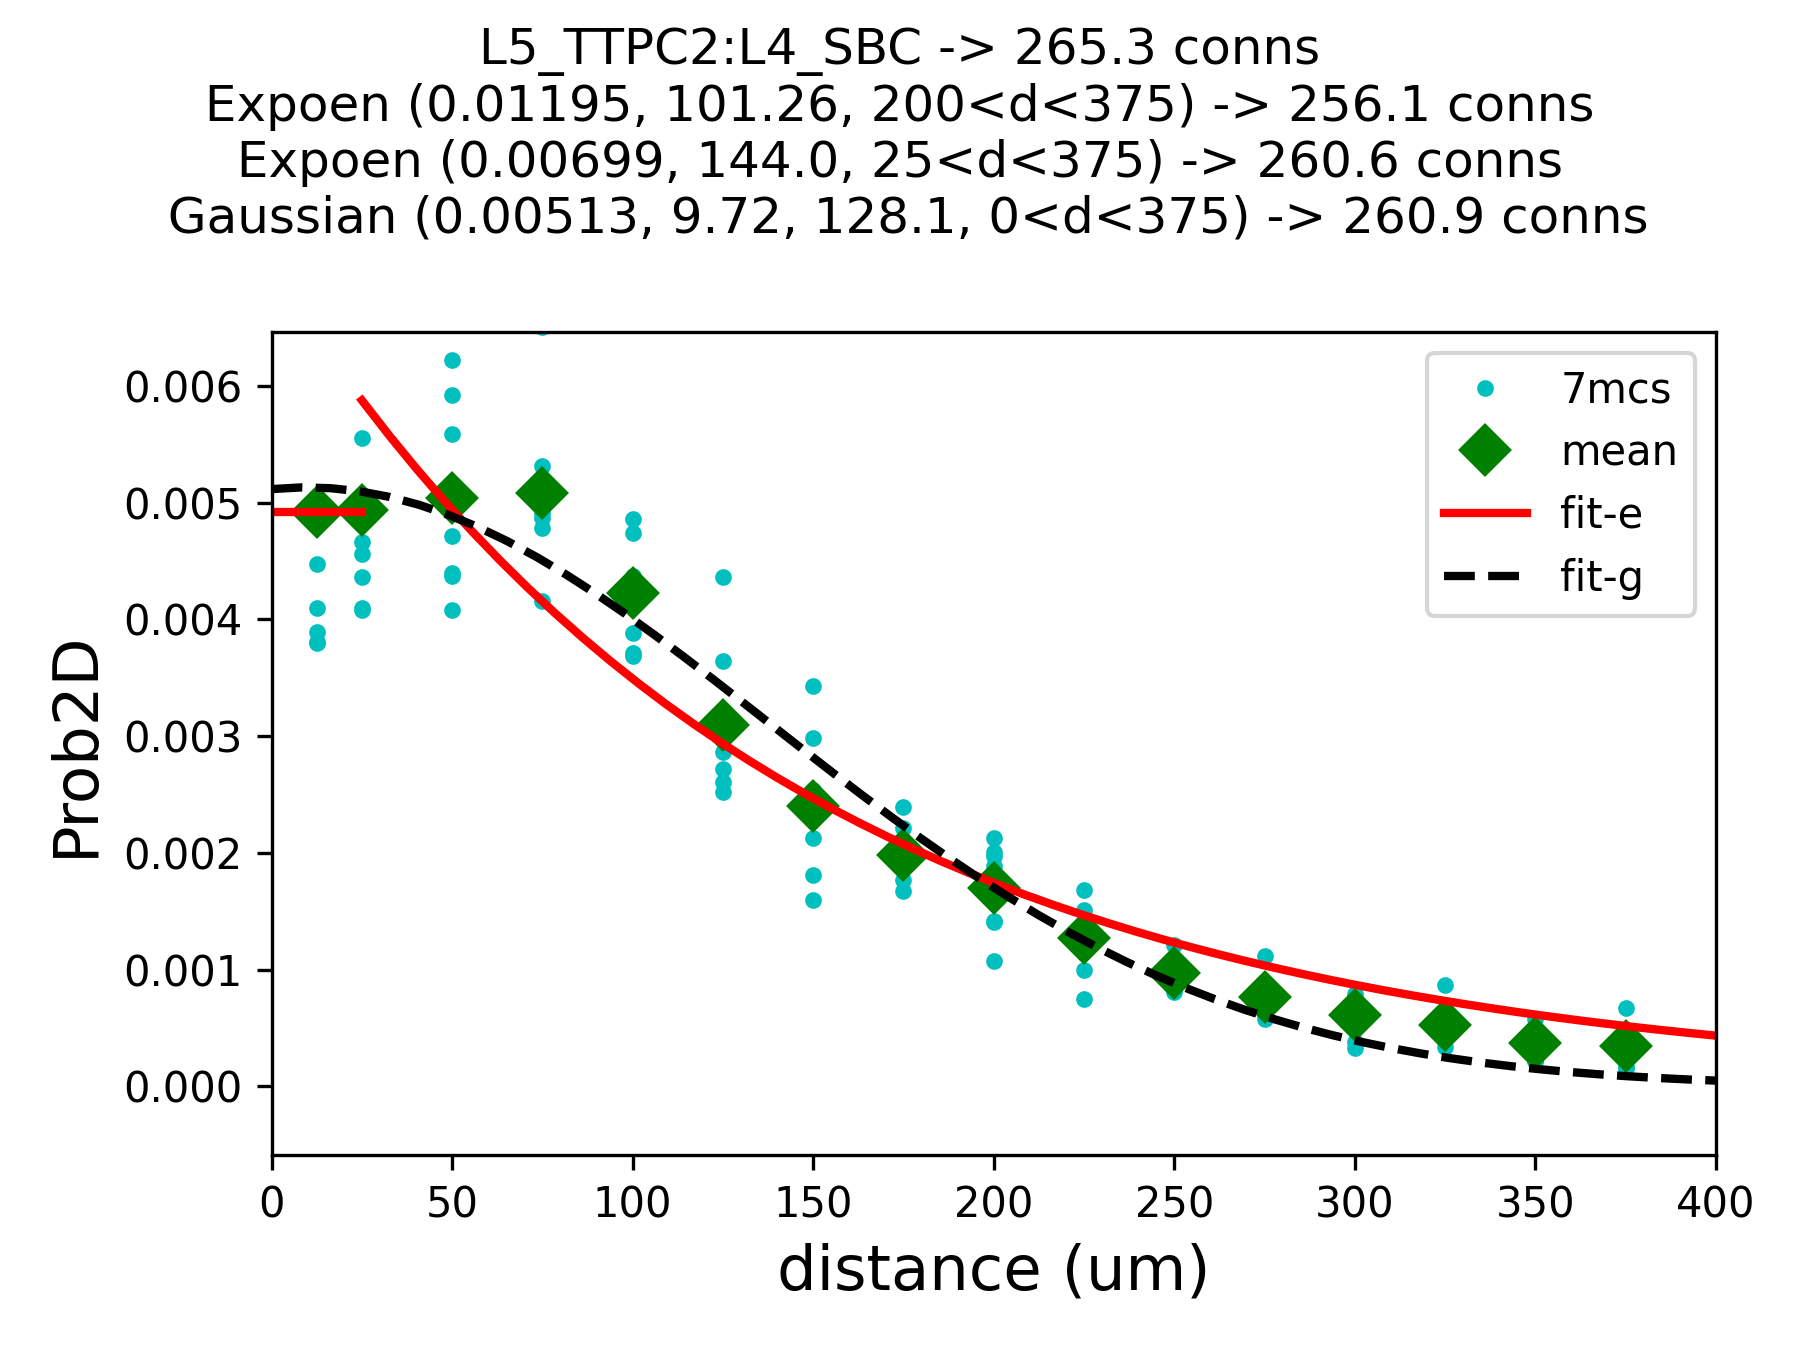 L5_TTPC2:L4_SBC -> 265.3 conns
Expoen (0.01195, 101.26, 200<d<375) -> 256.1 conns
Expoen (0.00699, 144.0, 25<d<375) -> 260.6 conns
Gaussian (0.00513, 9.72, 128.1, 0<d<375) -> 260.9 conns
7mcs
mean
fit-e
fit-g
Prob2D
0.006
0.005
0.004
0.003
0.002
0.001
0.000
0 50 100 150 200 250 300 350 400
distance (um)